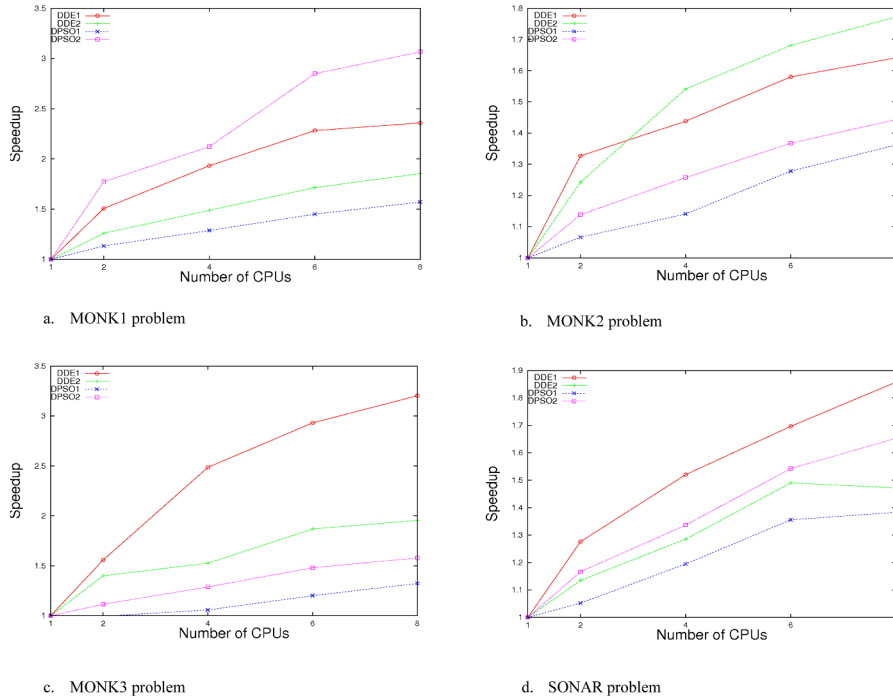 3.5
3
2.5
2
1.5
1
DDE1
DDE2
DPSO1
DPSO2
Speedup
1 2 4 6 8
Number of CPUs
a. MONK1 problem
1.8
1.7
1.6
1.5
1.4
1.3
1.2
1.1
1
DDE1
DDE2
DPSO1
DPSO2
Speedup
1 2 4 6
Number of CPUs
b. MONK2 problem
3.5
3
2.5
2
1.5
1
DDE1
DDE2
DPSO1
DPSO2
Speedup
1 2 4 6 8
Number of CPUs
c. MONK3 problem
1.9
1.8
1.7
1.6
1.5
1.4
1.3
1.2
1.1
1
DDE1
DDE2
DPSO1
DPSO2
Speedup
1 2 4 6
Number of CPUs
d. SONAR problem